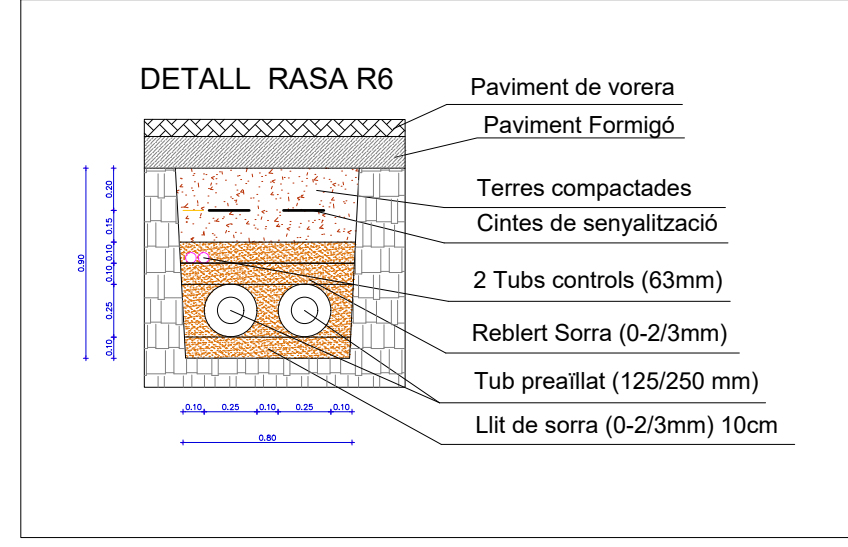 DETALL RASA R6
Paviment de vorera
Paviment Formigó
Terres compactades
Cintes de senyalització
2 Tubs controls (63mm)
Reblert Sorra (0-2/3mm)
Tub preaïllat (125/250 mm)
Llit de sorra (0-2/3mm) 10cm
0.90
0.20
0.15
0.10
0.10
0.25
0.10
0.10 0.25 0.10 0.25 0.10
0.80